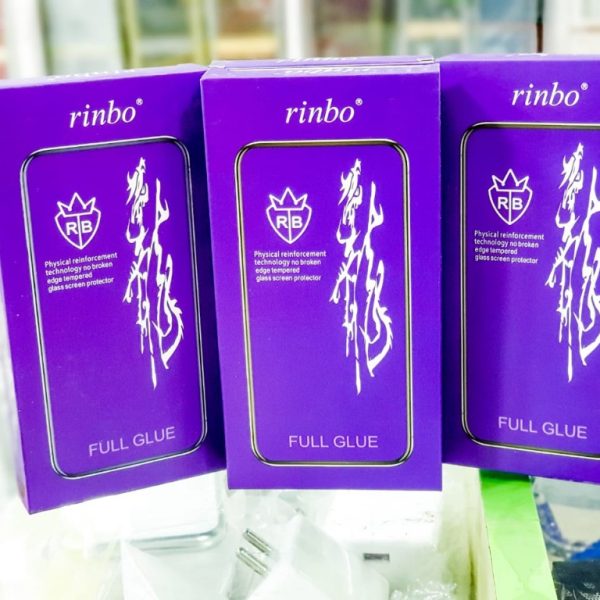 rinbo®
RB
Physical reinforcement
technology no broken
edge tempered
glass screen protector
FULL GLUE
rinbo®
RB
Physical reinforcement
technology no broken
edge tempered
glass screen protector
FULL GLUE
rinbo®
RB
Physical reinforcement
technology no broken
edge tempered
glass screen protector
FULL GLUE